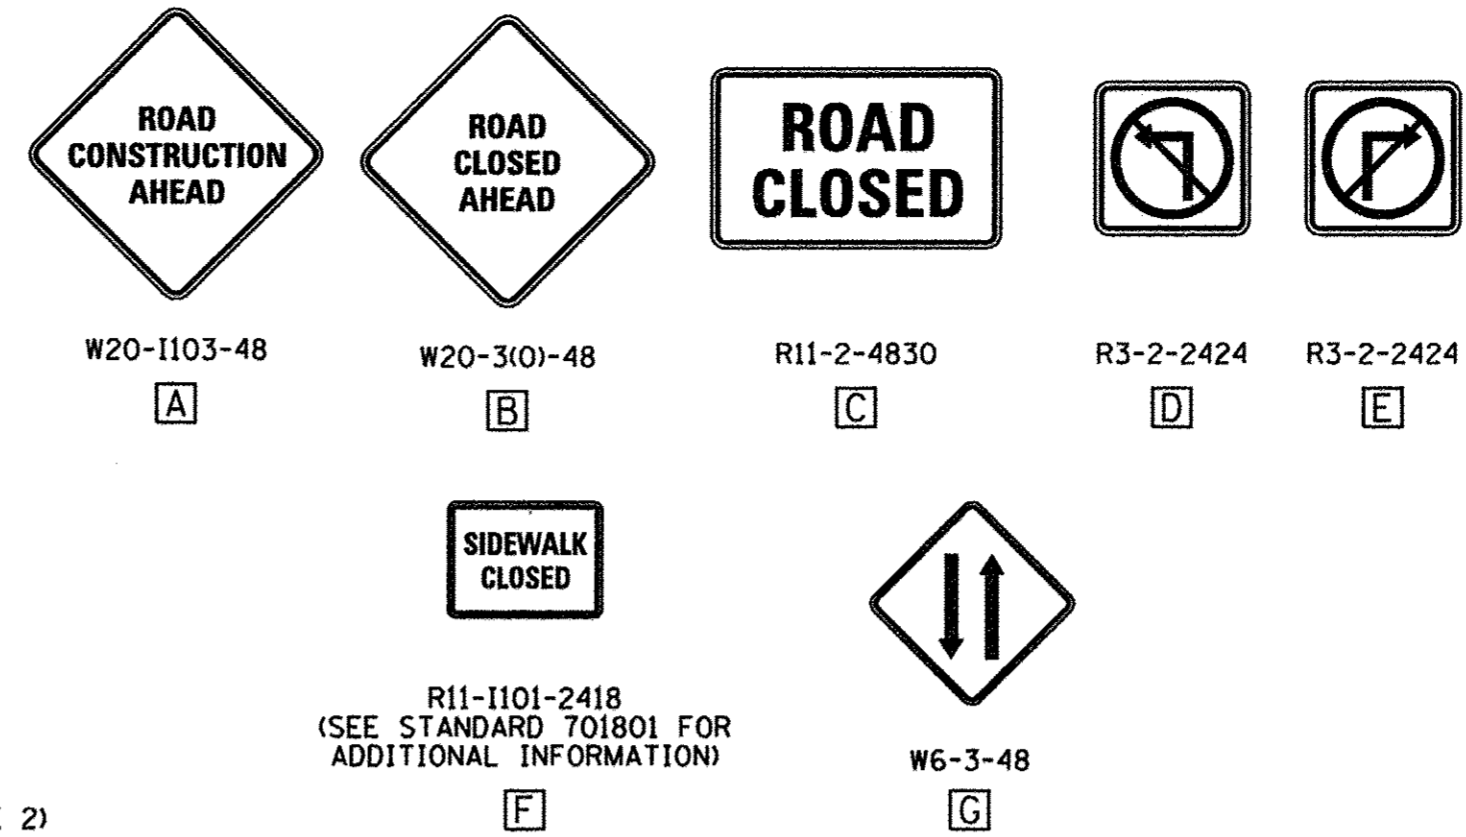 ROAD
CONSTRUCTION
AHEAD
W20-I103-48
A
ROAD
CLOSED
AHEAD
W20-3(O)-48
B
ROAD
CLOSED
R11-2-4830
C
R3-2-2424
D
R3-2-2424
E
SIDEWALK
CLOSED
R11-I101-2418
(SEE STANDARD 701801 FOR
ADDITIONAL INFORMATION)
F
W6-3-48
G
2)